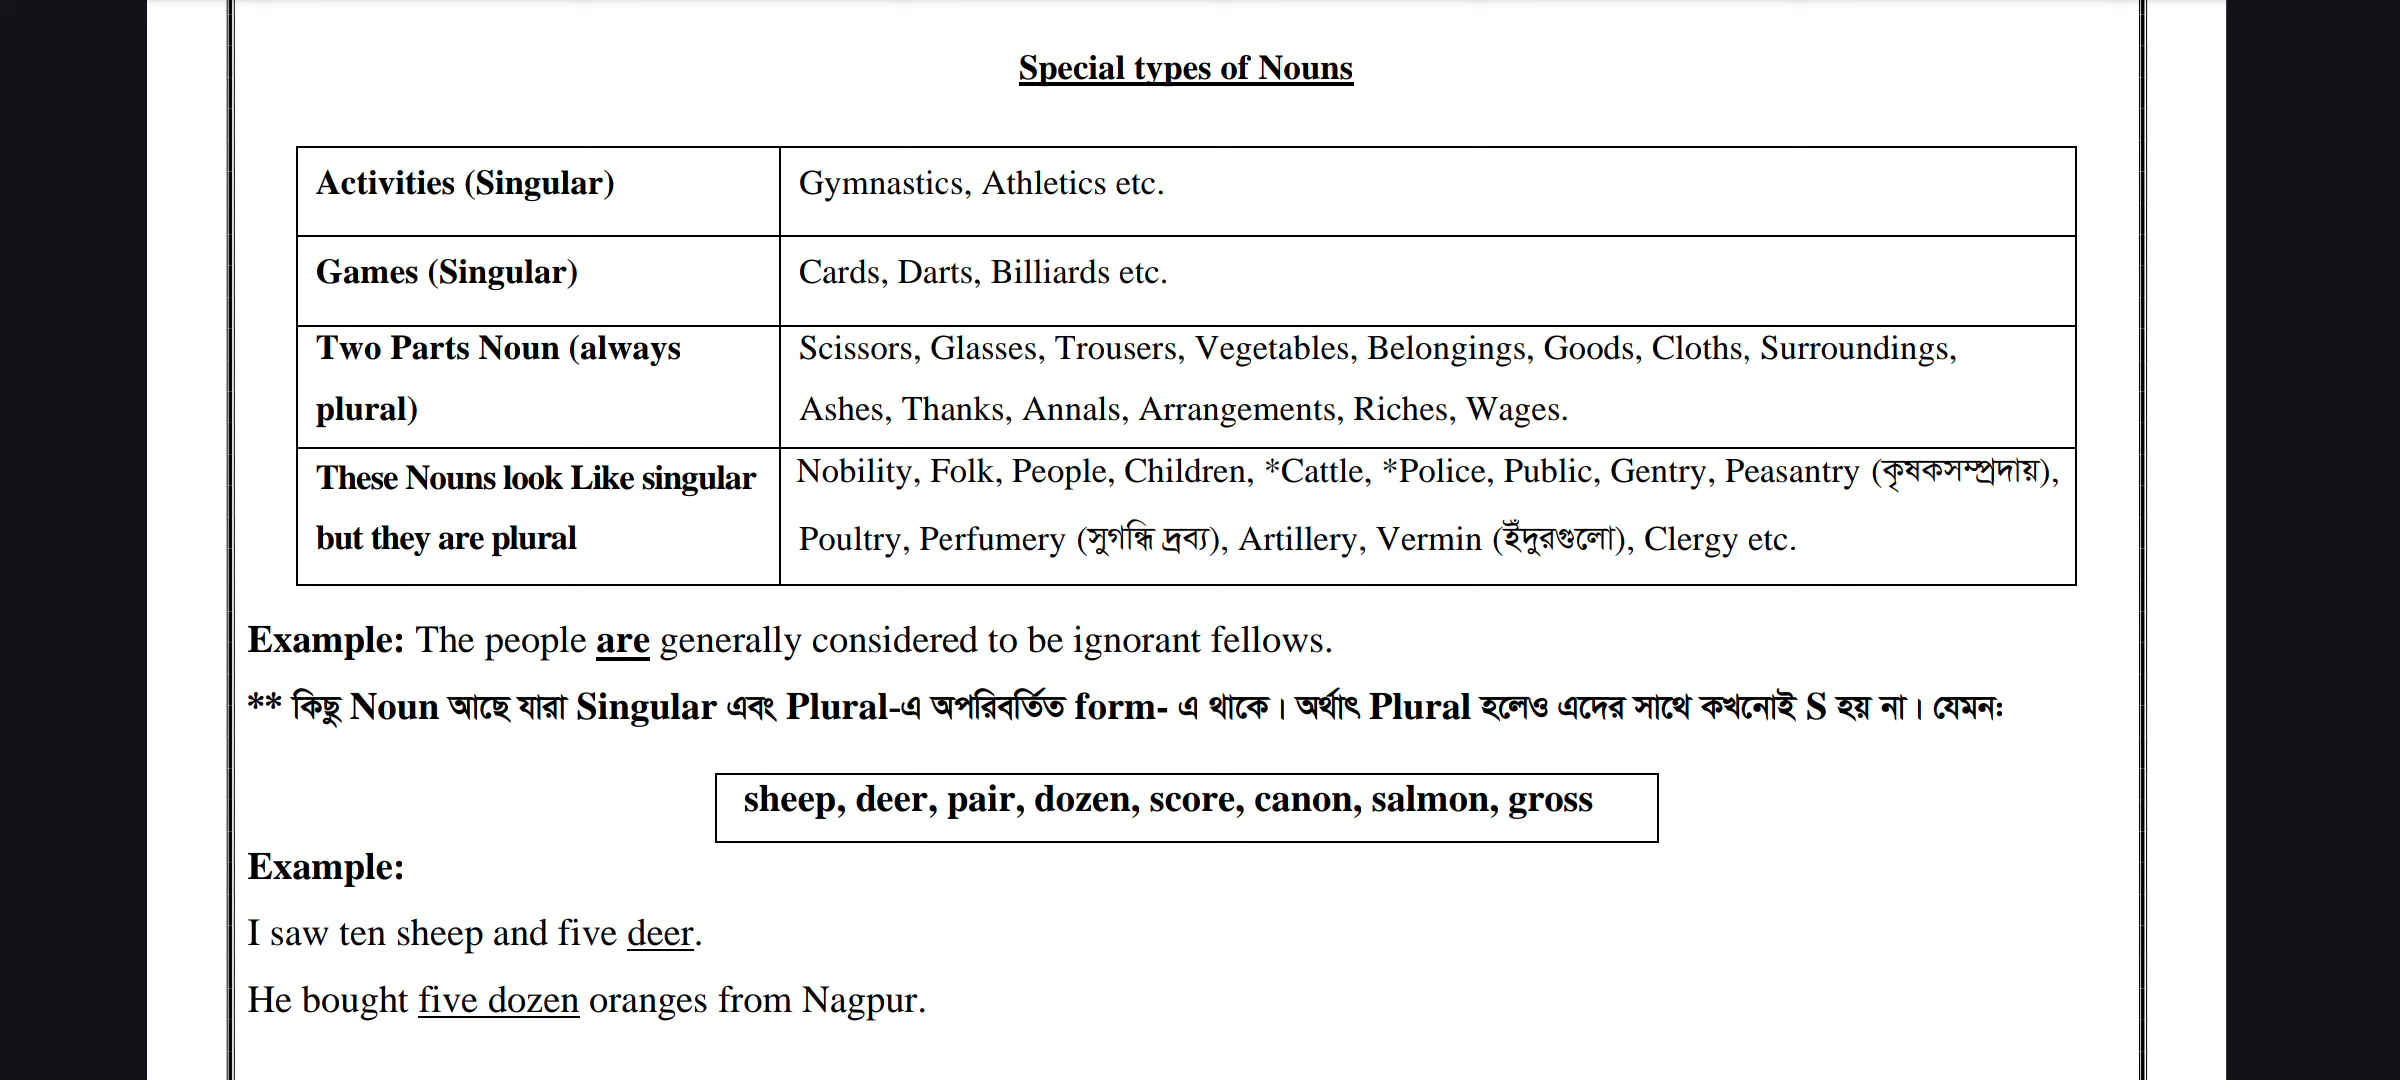 Special types of Nouns
Activities (Singular)
Gymnastics, Athletics etc.
Games (Singular)
Cards, Darts, Billiards etc.
Two Parts Noun (always
plural)
Scissors, Glasses, Trousers, Vegetables, Belongings, Goods, Cloths, Surroundings,
Ashes, Thanks, Annals, Arrangements, Riches, Wages.
These Nouns look Like singular
but they are plural
Nobility, Folk, People, Children, *Cattle, *Police, Public, Gentry, Peasantry (কৃষকসম্প্রদায়),
Poultry, Perfumery (সুগন্ধি দ্রব্য), Artillery, Vermin (ইঁদুরগুলো), Clergy etc.
Example: The people are generally considered to be ignorant fellows.
** কিছু Noun আছে যারা Singular এবং Plural-এ অপরিবর্তিত form- এ থাকে। অর্থাৎ Plural হলেও এদের সাথে কখনোই S হয় না। যেমন:
sheep, deer, pair, dozen, score, canon, salmon, gross
Example:
I saw ten sheep and five deer.
He bought five dozen oranges from Nagpur.